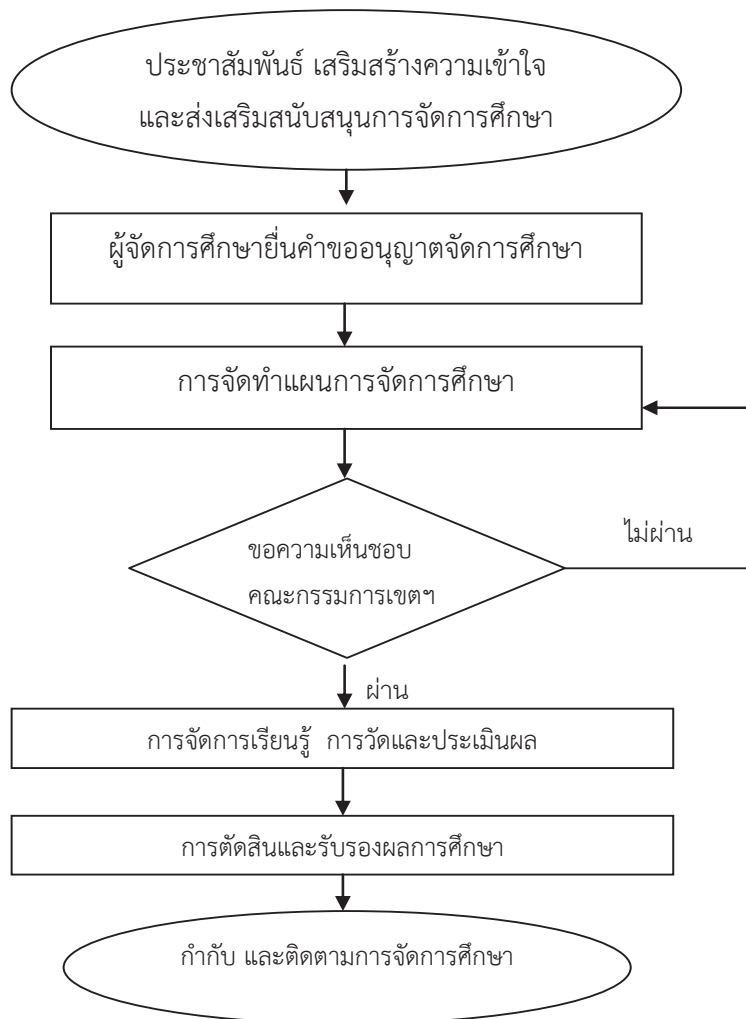 ประชาสัมพันธ์ เสริมสร้างความเข้าใจ
และส่งเสริมสนับสนุนการจัดการศึกษา
ผู้จัดการศึกษายื่นคำขออนุญาตจัดการศึกษา
การจัดทำแผนการจัดการศึกษา
ไม่ผ่าน
ขอความเห็นชอบ
คณะกรรมการเขตฯ
ผ่าน
การจัดการเรียนรู้ การวัดและประเมินผล
การตัดสินและรับรองผลการศึกษา
กำกับ และติดตามการจัดการศึกษา